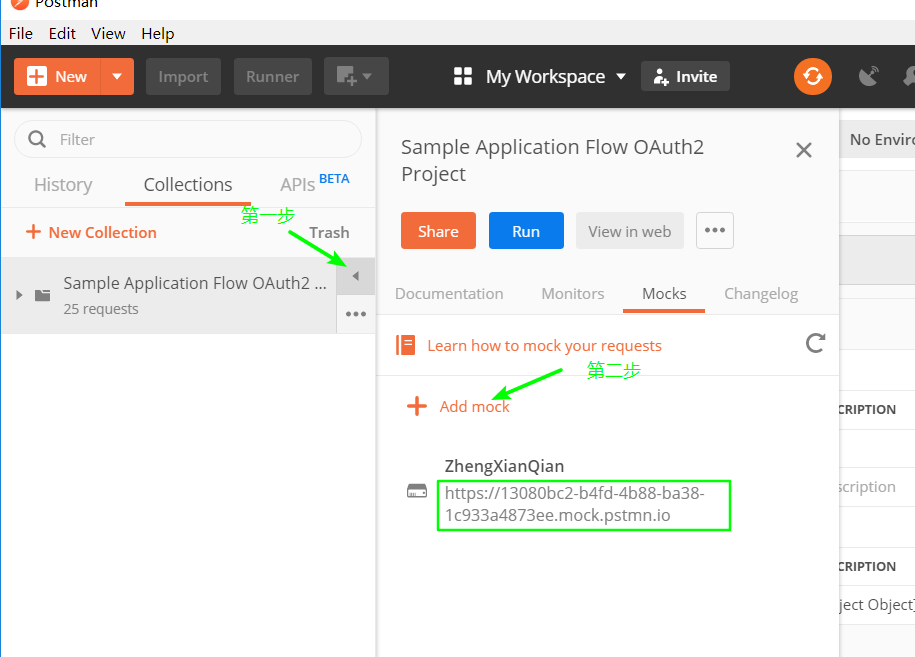 Postman
File Edit View Help
New Import Runner My Workspace Invite
Filter
History Collections APIs BETA
第一步
New Collection Trash
Sample Application Flow OAuth2 ...
25 requests
Sample Application Flow OAuth2
Project
Share Run View in web
Documentation Monitors Mocks Changelog
Learn how to mock your requests
第二步
Add mock
ZhengXianQian
https://13080bc2-b4fd-4b88-ba38-
1c933a4873ee.mock.pstmn.io
No Enviro
CRIPTION
scription
CRIPTION
ject Object]